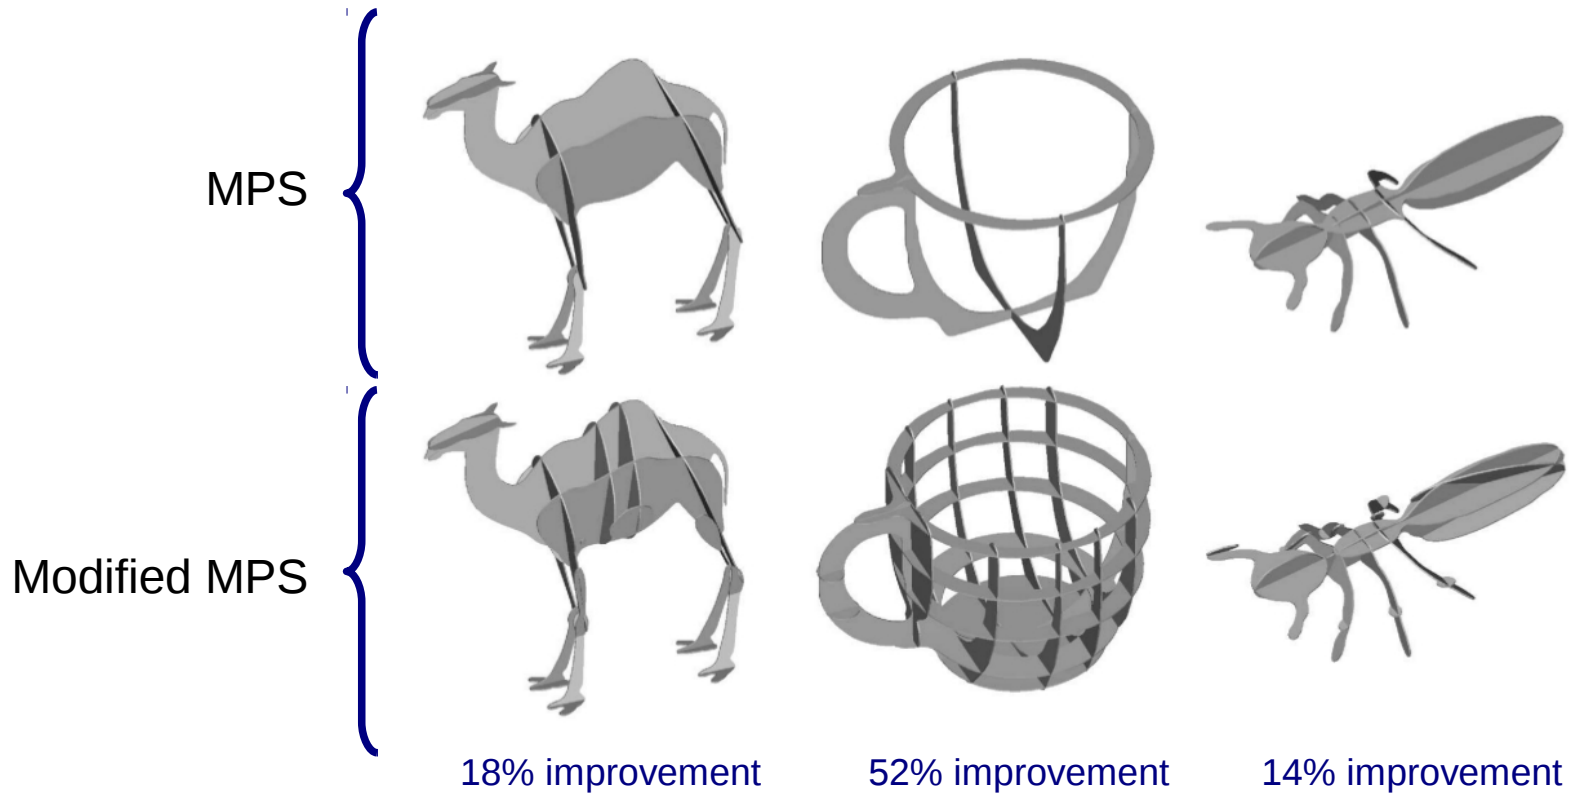 MPS
Modified MPS
18% improvement
52% improvement
14% improvement